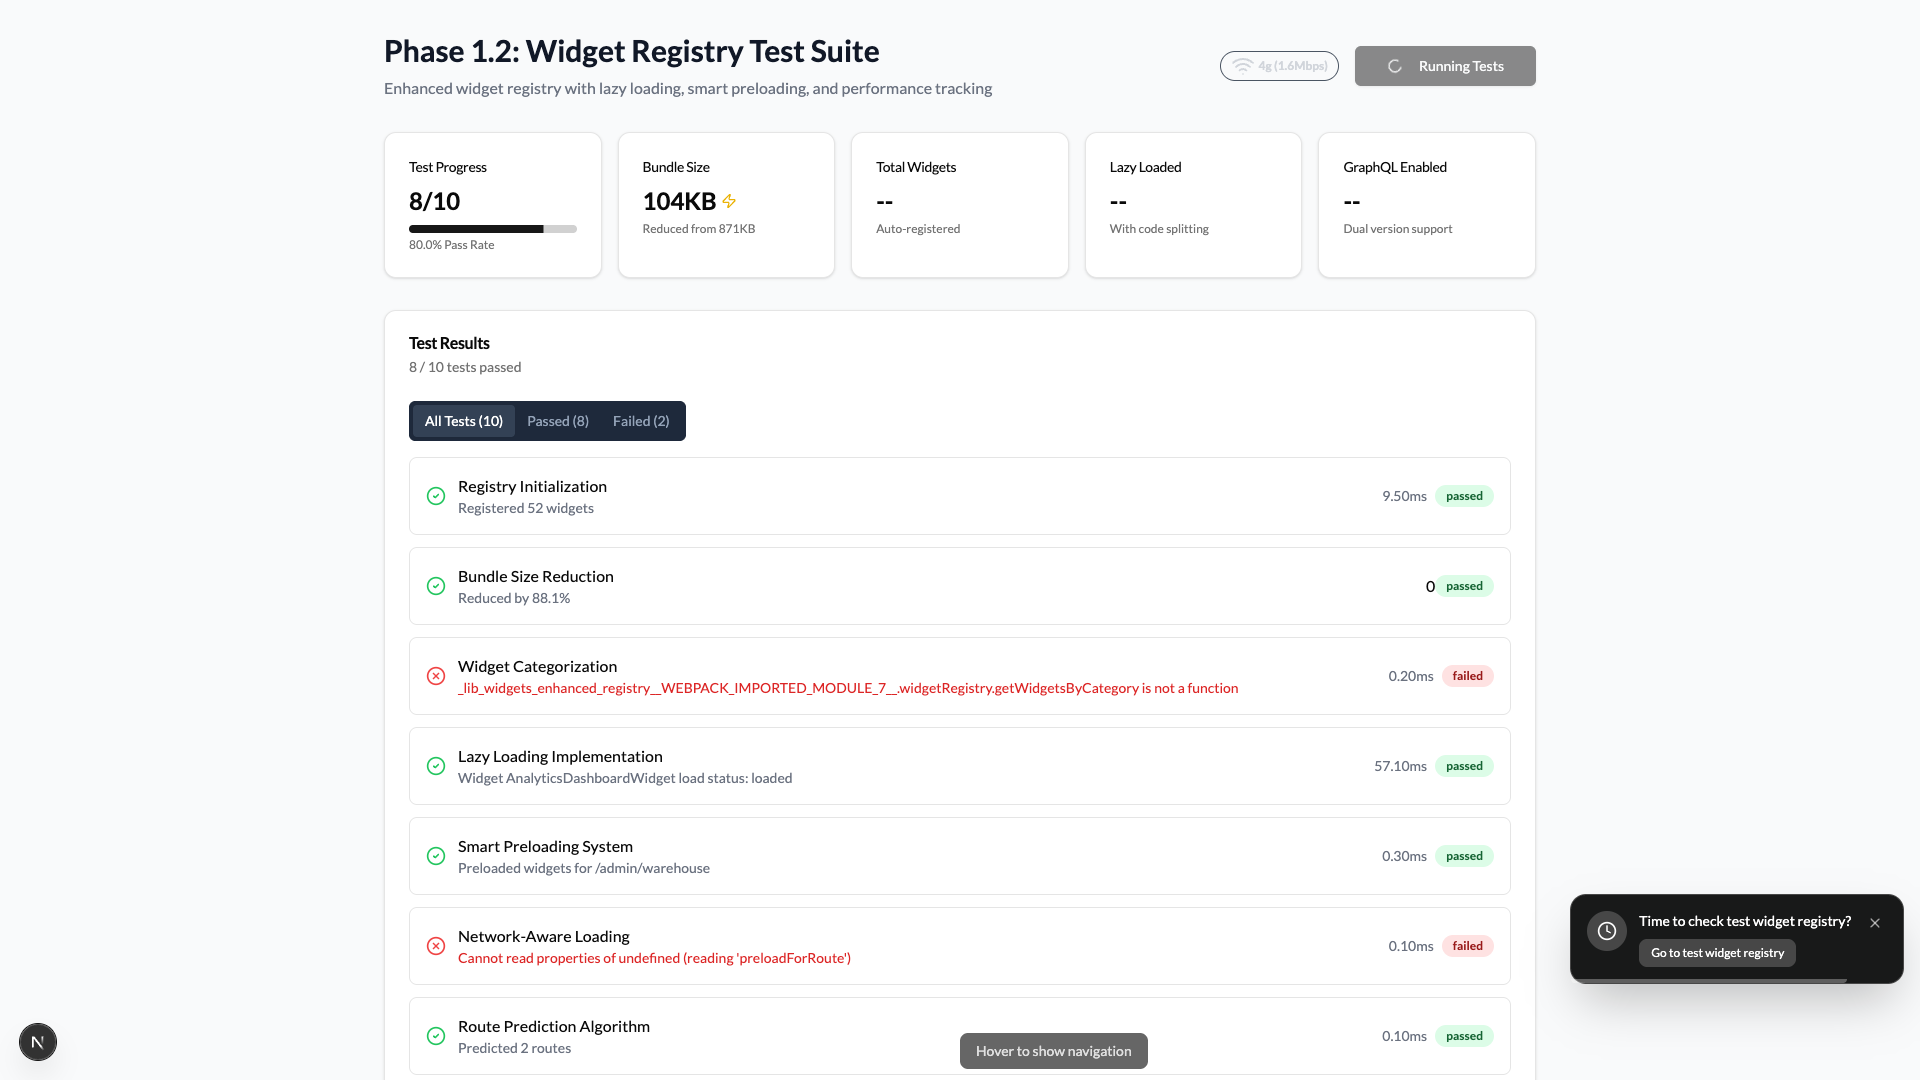 Phase 1.2: Widget Registry Test Suite
Enhanced widget registry with lazy loading, smart preloading, and performance tracking
4g (1.6Mbps)
Running Tests
Test Progress
8/10
80.0% Pass Rate
Bundle Size
104KB
Reduced from 871KB
Total Widgets
--
Auto-registered
Lazy Loaded
--
With code splitting
GraphQL Enabled
--
Dual version support
Test Results
8 / 10 tests passed
All Tests (10) Passed (8) Failed (2)
Registry Initialization
Registered 52 widgets
9.50ms passed
Bundle Size Reduction
Reduced by 88.1%
0 passed
Widget Categorization
_lib_widgets_enhanced_registry__WEBPACK_IMPORTED_MODULE_7__.widgetRegistry.getWidgetsByCategory is not a function
0.20ms failed
Lazy Loading Implementation
Widget AnalyticsDashboardWidget load status: loaded
57.10ms passed
Smart Preloading System
Preloaded widgets for /admin/warehouse
0.30ms passed
Network-Aware Loading
Cannot read properties of undefined (reading 'preloadForRoute')
0.10ms failed
Route Prediction Algorithm
Predicted 2 routes
0.10ms passed
Time to check test widget registry?
Go to test widget registry
Hover to show navigation
N